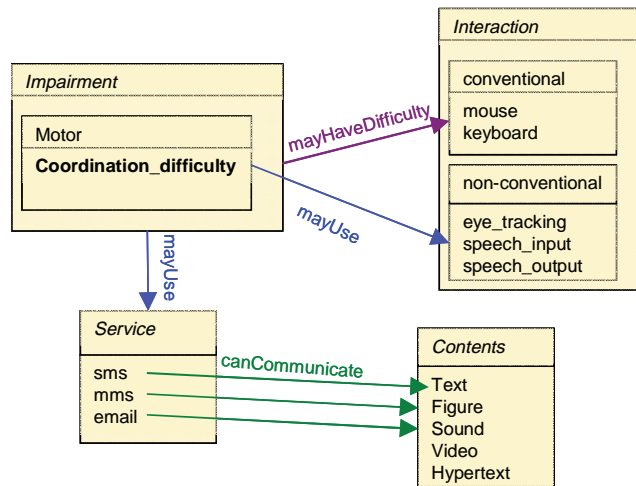 Impairment
Motor
Coordination_difficulty
mayHaveDifficulty
mayUse
Interaction
conventional
mouse
keyboard
non-conventional
eye_tracking
speech_input
speech_output
mayUse
Service
sms
mms
email
canCommunicate
Contents
Text
Figure
Sound
Video
Hypertext